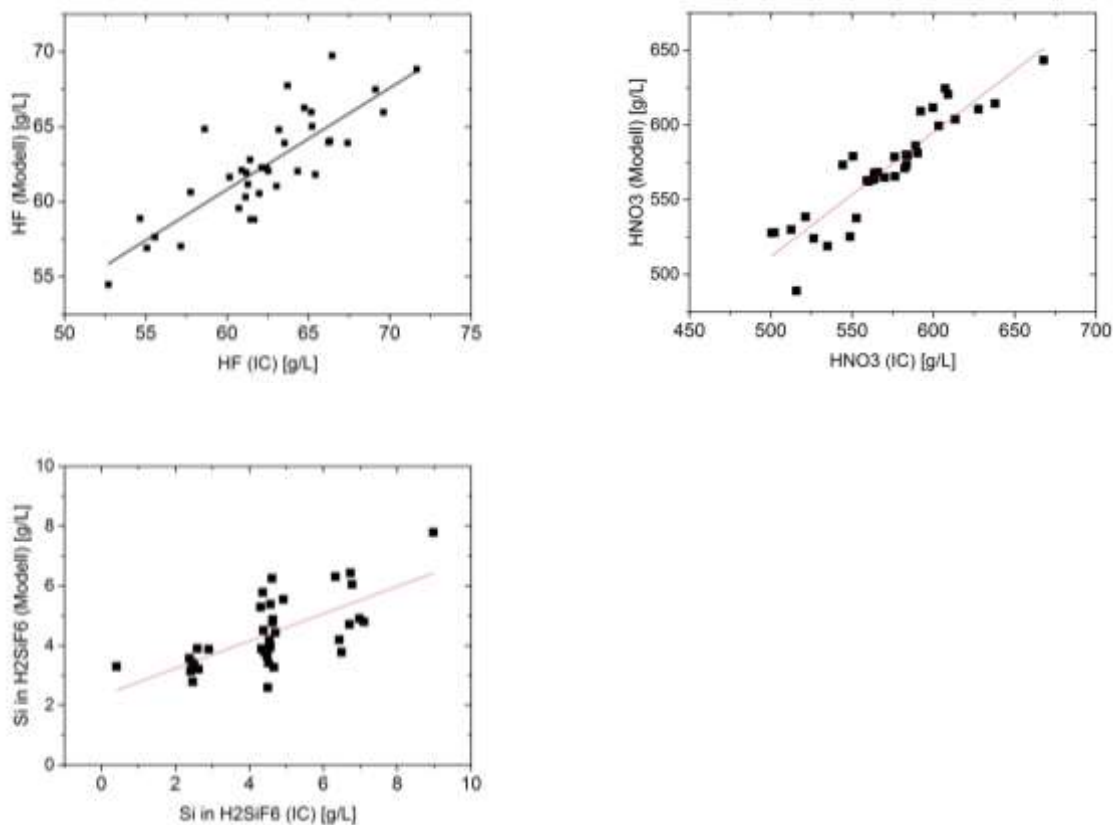 70
65
60
55
50 55 60 65 70 75
HF (Modell) [g/L]
HF (IC) [g/L]
650
600
550
500
450 500 550 600 650 700
HNO3 (Modell) [g/L]
HNO3 (IC) [g/L]
10
8
6
4
2
0
0 2 4 6 8 10
Si in H2SiF6 (Modell) [g/L]
Si in H2SiF6 (IC) [g/L]